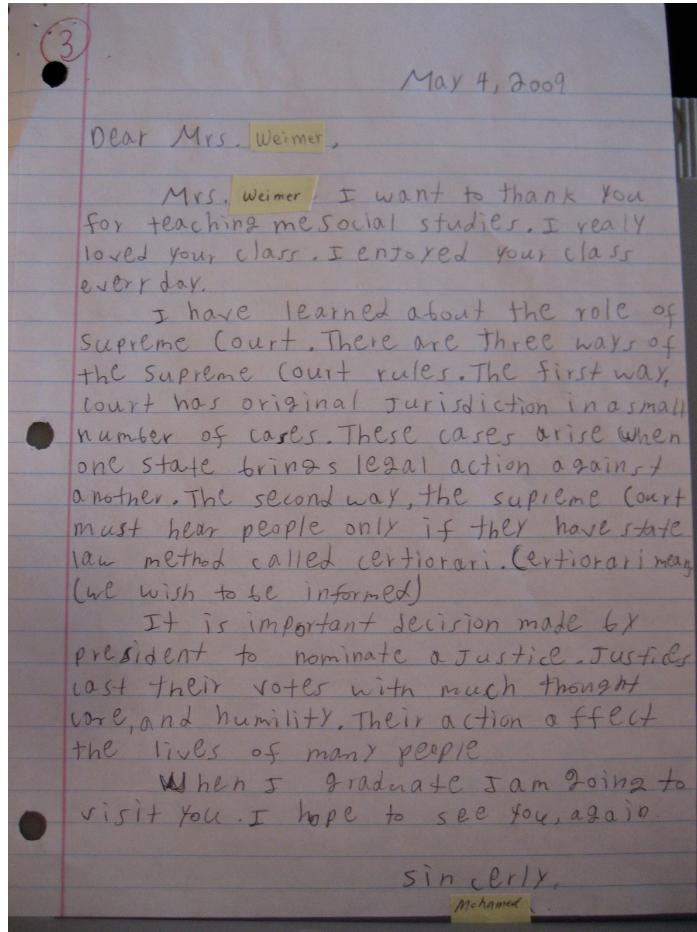 3
May 4, 2009
Dear Mrs. Weimer,
Mrs. Weimer, I want to thank you
for teaching me social studies. I realy
loved your class. I enjoyed your class
every day.
I have learned about the role of
Supreme Court. There are three ways of
the Supreme Court rules. The first way,
Court has original Jurisdiction in a small
number of cases. These cases arise when
one state brings legal action against
another. The second way, the supreme Court
must hear people only if they have state
law method called certiorari. Certiorari means
(we wish to be informed)
It is important decision made by
president to nominate a Justice. Justices
cast their votes with much thought
care, and humility. Their action affect
the lives of many people
When I graduate I am going to
visit you. I hope to see you, again.
sincerly,
Mohamed